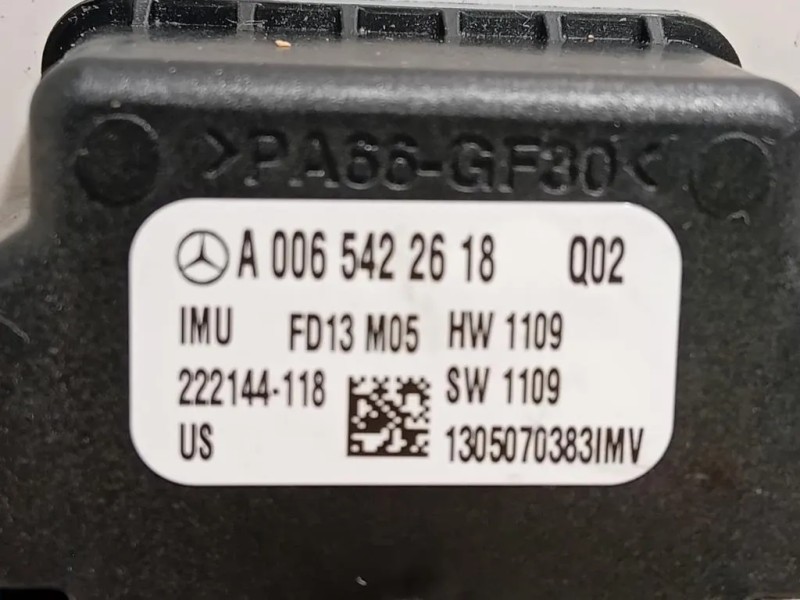 >PA66-GF30<
A 006 542 26 18 Q02
IMU FD13 M05 HW 1109
222144-118 SW 1109
US 1305070383IMV